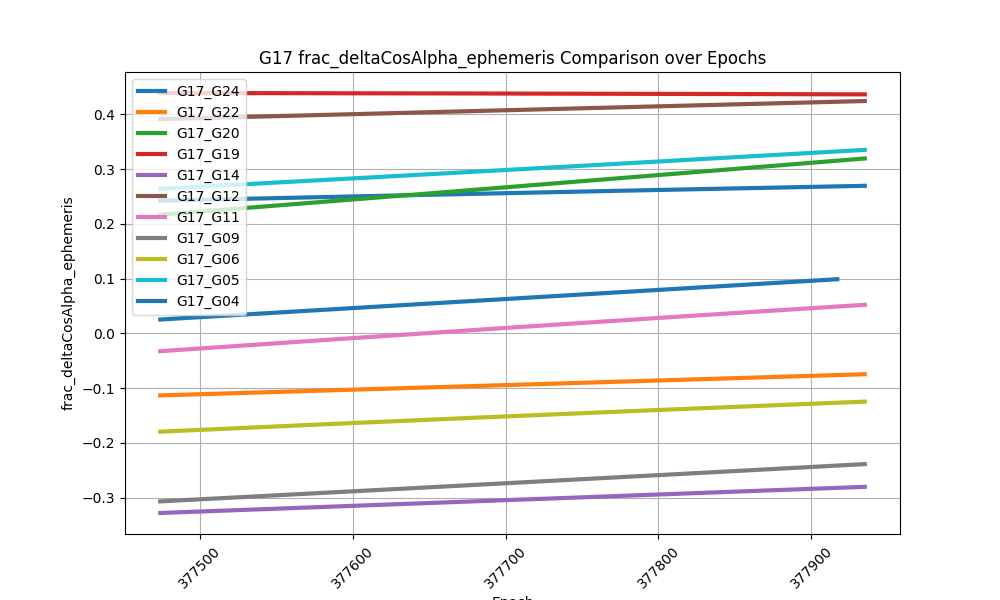 G17 frac_deltaCosAlpha_ephemeris Comparison over Epochs
frac_deltaCosAlpha_ephemeris
0.4
0.3
0.2
0.1
0.0
−0.1
−0.2
−0.3
G17_G24
G17_G22
G17_G20
G17_G19
G17_G14
G17_G12
G17_G11
G17_G09
G17_G06
G17_G05
G17_G04
377500
377600
377700
377800
377900
Epoch